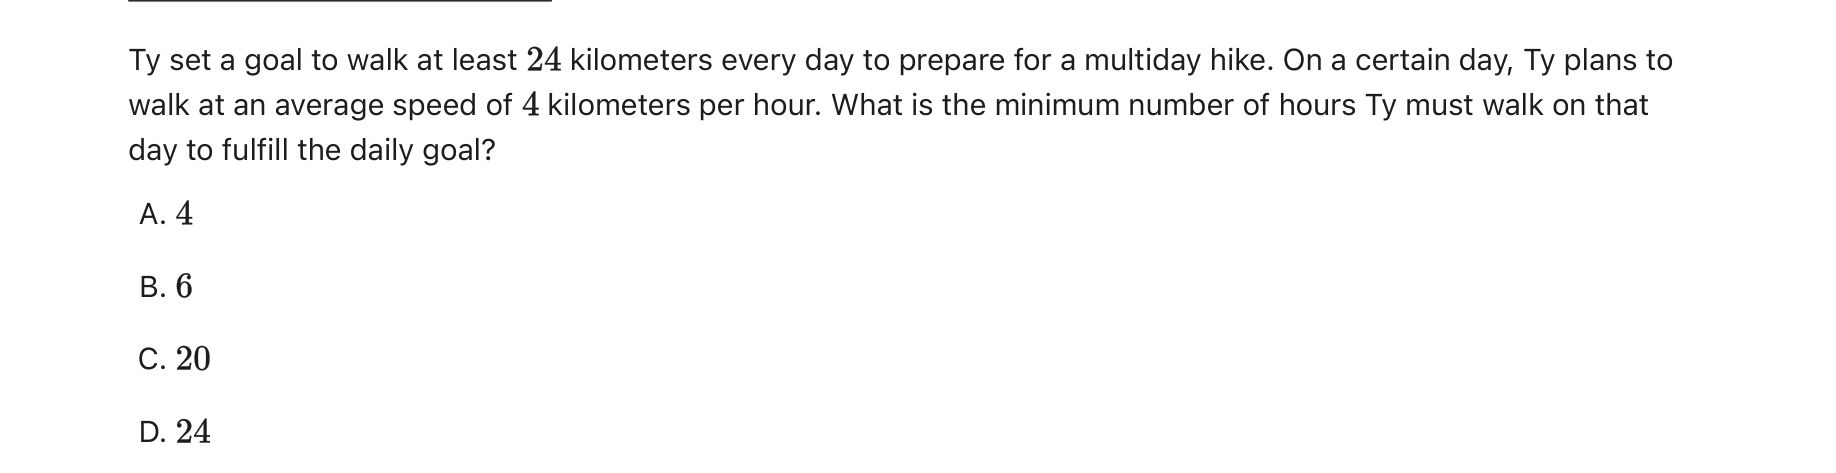 Ty set a goal to walk at least 24 kilometers every day to prepare for a multiday hike. On a certain day, Ty plans to
walk at an average speed of 4 kilometers per hour. What is the minimum number of hours Ty must walk on that
day to fulfill the daily goal?
A. 4
B. 6
C. 20
D. 24